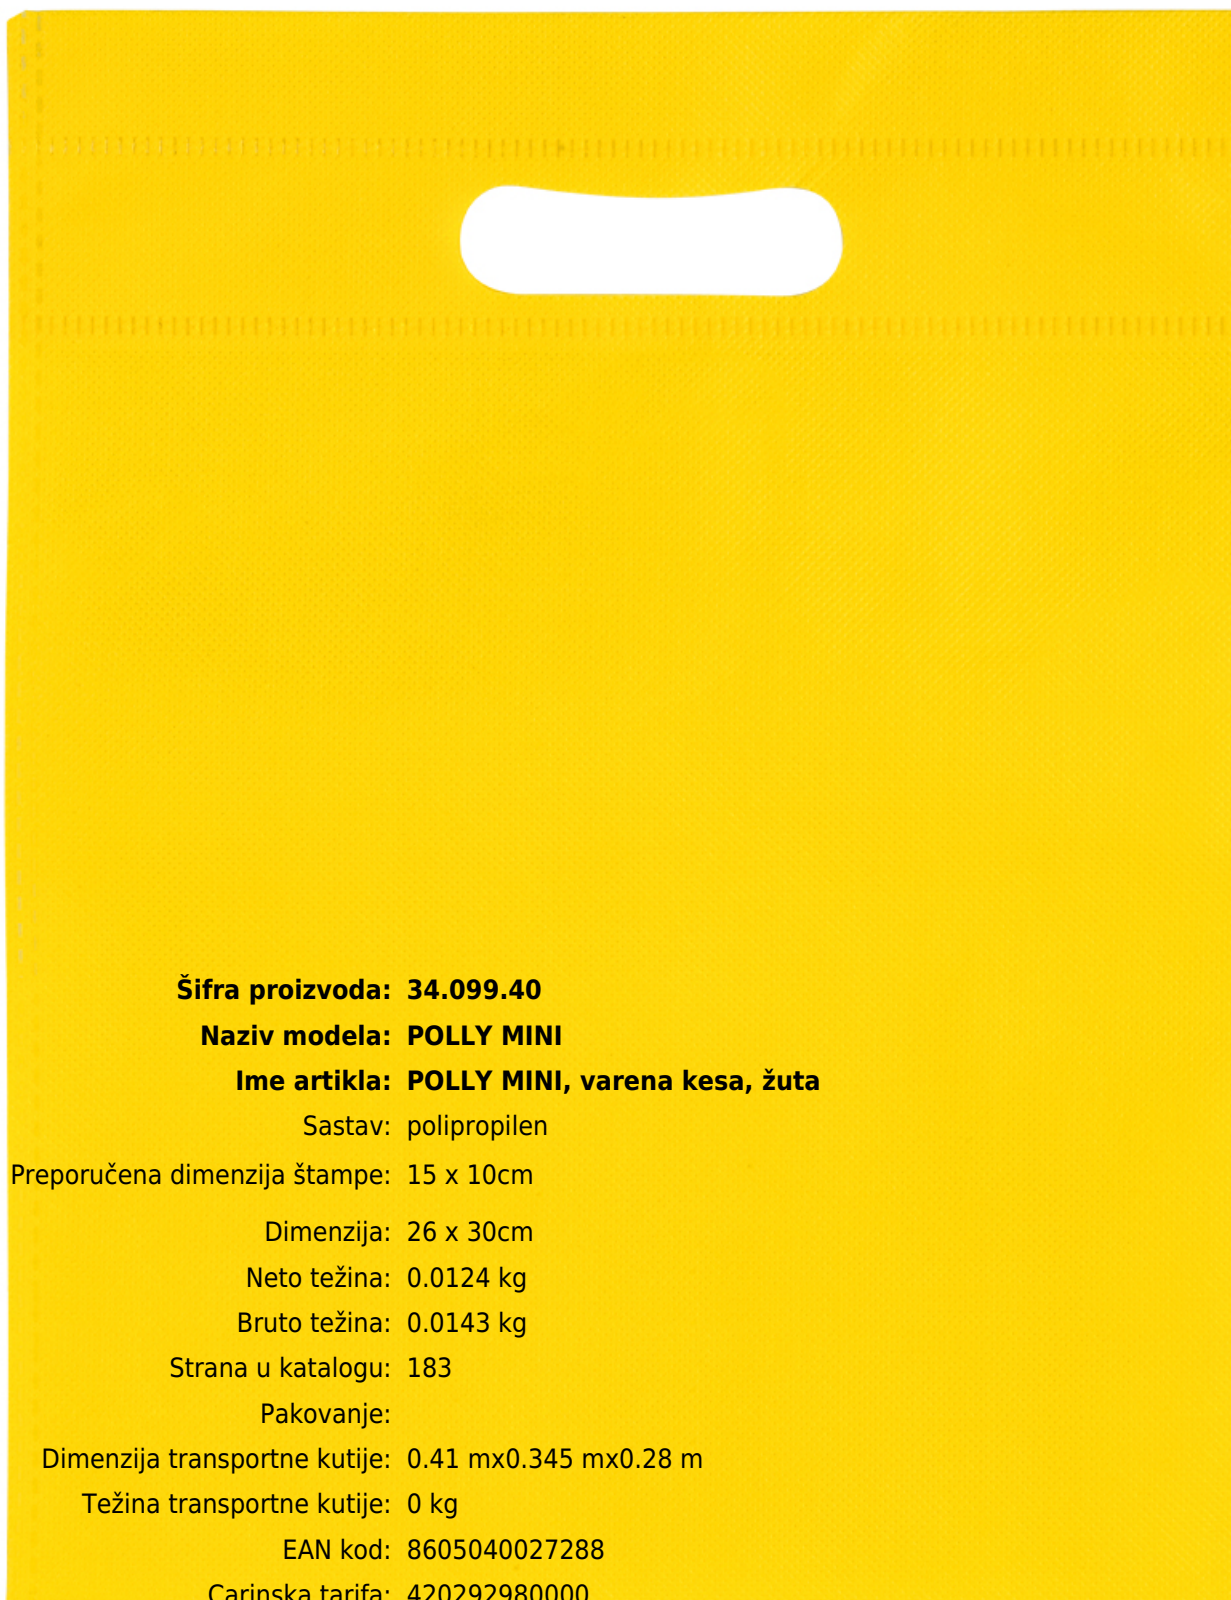 Šifra proizvoda: 34.099.40
Naziv modela: POLLY MINI
Ime artikla: POLLY MINI, varena kesa, žuta
Sastav: polipropilen
Preporučena dimenzija štampe: 15 x 10cm
Dimenzija: 26 x 30cm
Neto težina: 0.0124 kg
Bruto težina: 0.0143 kg
Strana u katalogu: 183
Pakovanje:
Dimenzija transportne kutije: 0.41 mx0.345 mx0.28 m
Težina transportne kutije: 0 kg
EAN kod: 8605040027288
Carinska tarifa: 420292980000